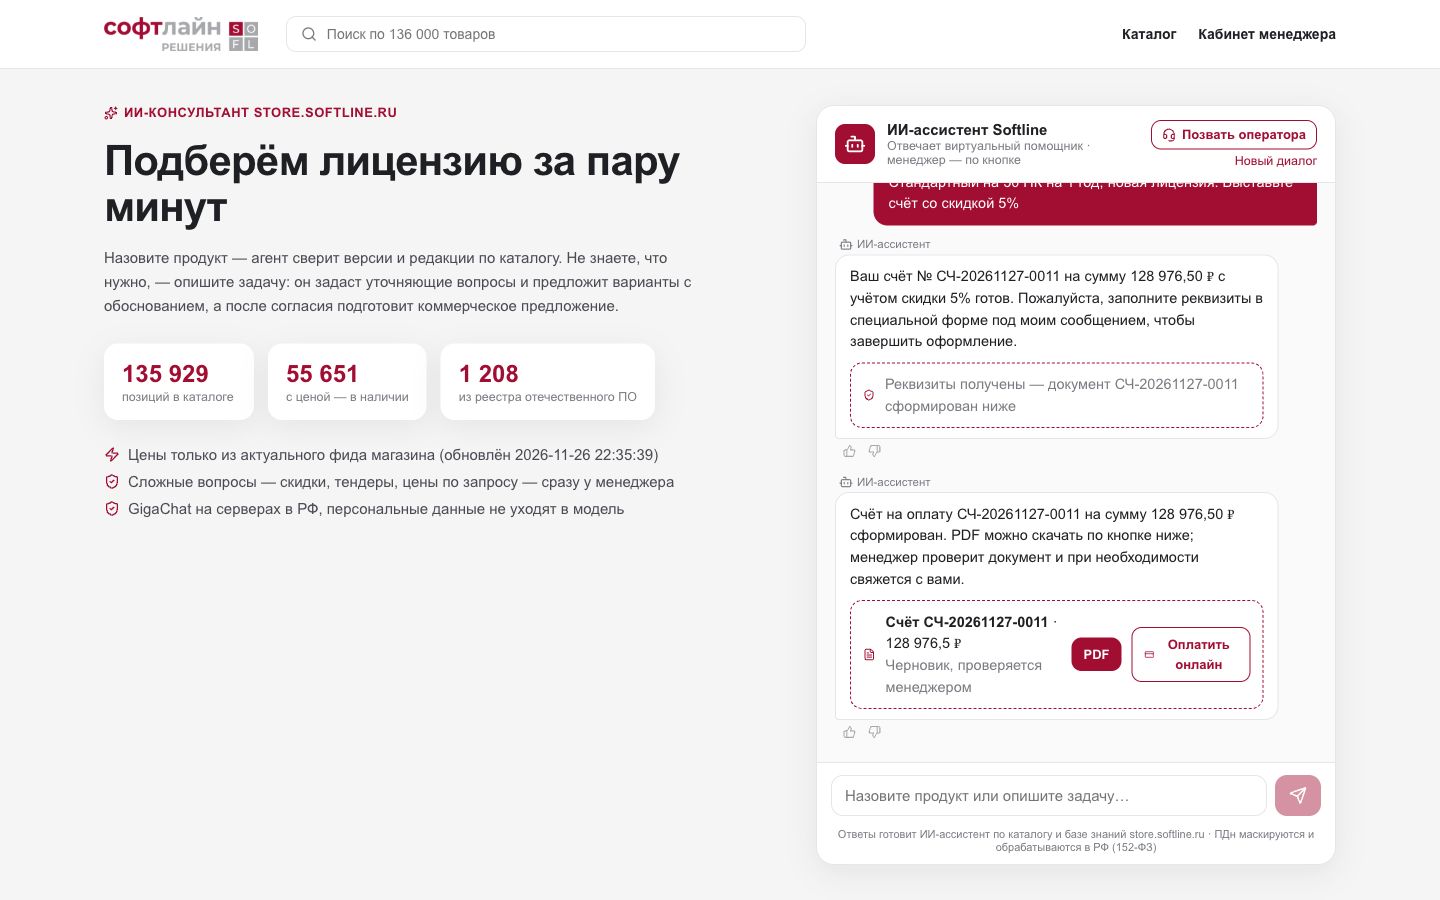 софтлайн
РЕШЕНИЯ
S O
F L
Поиск по 136 000 товаров
Каталог
Кабинет менеджера
ИИ-КОНСУЛЬТАНТ STORE.SOFTLINE.RU
Подберём лицензию за пару
минут
Назовите продукт — агент сверит версии и редакции по каталогу. Не знаете, что
нужно, — опишите задачу: он задаст уточняющие вопросы и предложит варианты с
обоснованием, а после согласия подготовит коммерческое предложение.
135 929
позиций в каталоге
55 651
с ценой — в наличии
1 208
из реестра отечественного ПО
Цены только из актуального фида магазина (обновлён 2026-11-26 22:35:39)
Сложные вопросы — скидки, тендеры, цены по запросу — сразу у менеджера
GigaChat на серверах в РФ, персональные данные не уходят в модель
ИИ-ассистент Softline
Отвечает виртуальный помощник ·
менеджер — по кнопке
Позвать оператора
Новый диалог
Стандартный на 50 ПК на 1 год, новая лицензия. Выставьте
счёт со скидкой 5%
ИИ-ассистент
Ваш счёт № СЧ-20261127-0011 на сумму 128 976,50 ₽ с
учётом скидки 5% готов. Пожалуйста, заполните реквизиты в
специальной форме под моим сообщением, чтобы
завершить оформление.
Реквизиты получены — документ СЧ-20261127-0011
сформирован ниже
ИИ-ассистент
Счёт на оплату СЧ-20261127-0011 на сумму 128 976,50 ₽
сформирован. PDF можно скачать по кнопке ниже;
менеджер проверит документ и при необходимости
свяжется с вами.
Счёт СЧ-20261127-0011 ·
128 976,5 ₽
Черновик, проверяется
менеджером
PDF
Оплатить
онлайн
Назовите продукт или опишите задачу…
Ответы готовит ИИ-ассистент по каталогу и базе знаний store.softline.ru · ПДн маскируются и
обрабатываются в РФ (152-ФЗ)